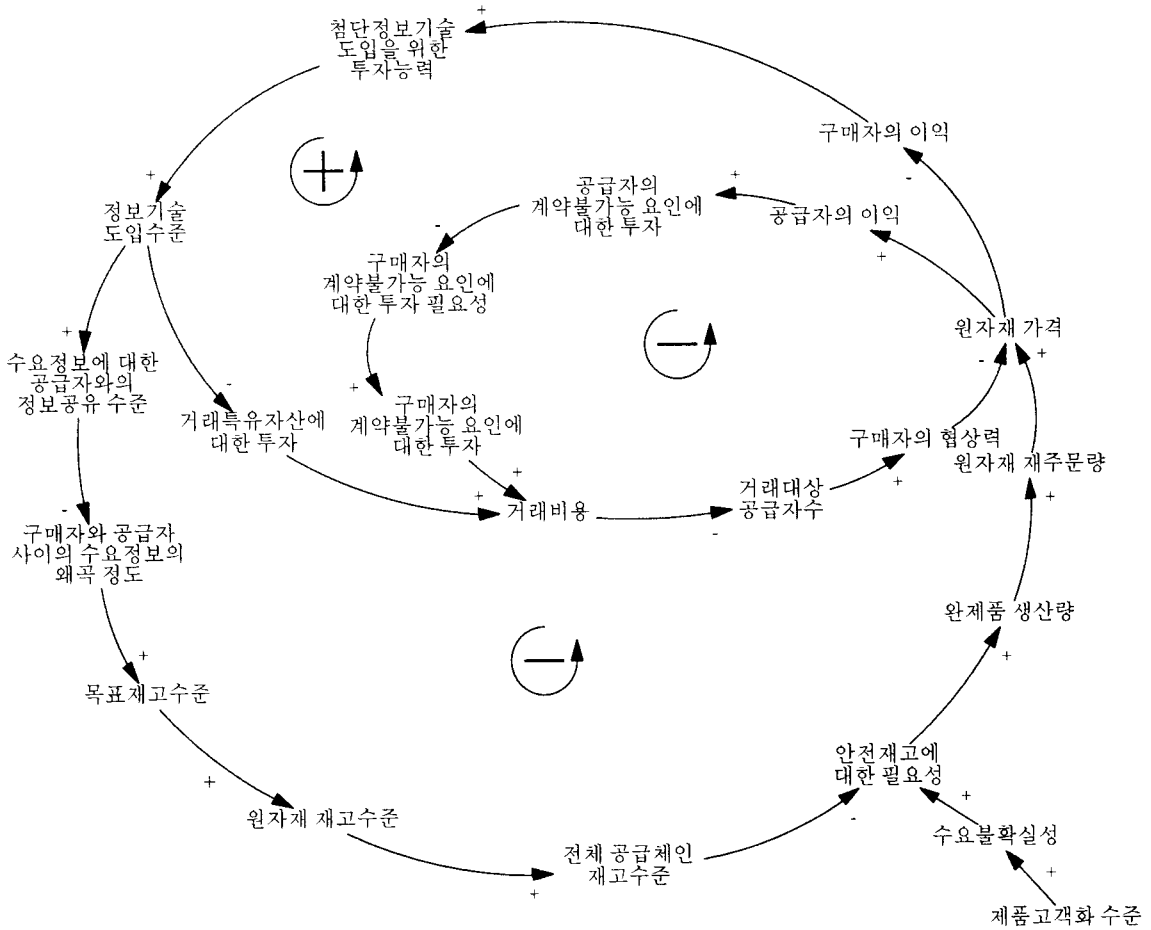 +
첨단정보기술
도입을 위한
투자능력
구매자의 이익
-
+
+
정보기술
도입수준
공급자의
계약불가능 요인에
대한 투자
+
공급자의 이익
+
-
구매자의
계약불가능 요인에
대한 투자 필요성
-
원자재 가격
-
+
+
수요정보에 대한
공급자와의
정보공유 수준
-
거래특유자산에
대한 투자
+
구매자의
계약불가능 요인에
대한 투자
구매자의 협상력
+
원자재 재주문량
+
+
+
거래비용
-
거래대상
공급자수
-
구매자와 공급자
사이의 수요정보의
왜곡 정도
-
완제품 생산량
+
+
목표재고수준
+
원자재 재고수준
전체 공급체인
재고수준
+
안전재고에
대한 필요성
-
+
수요불확실성
+
제품고객화 수준